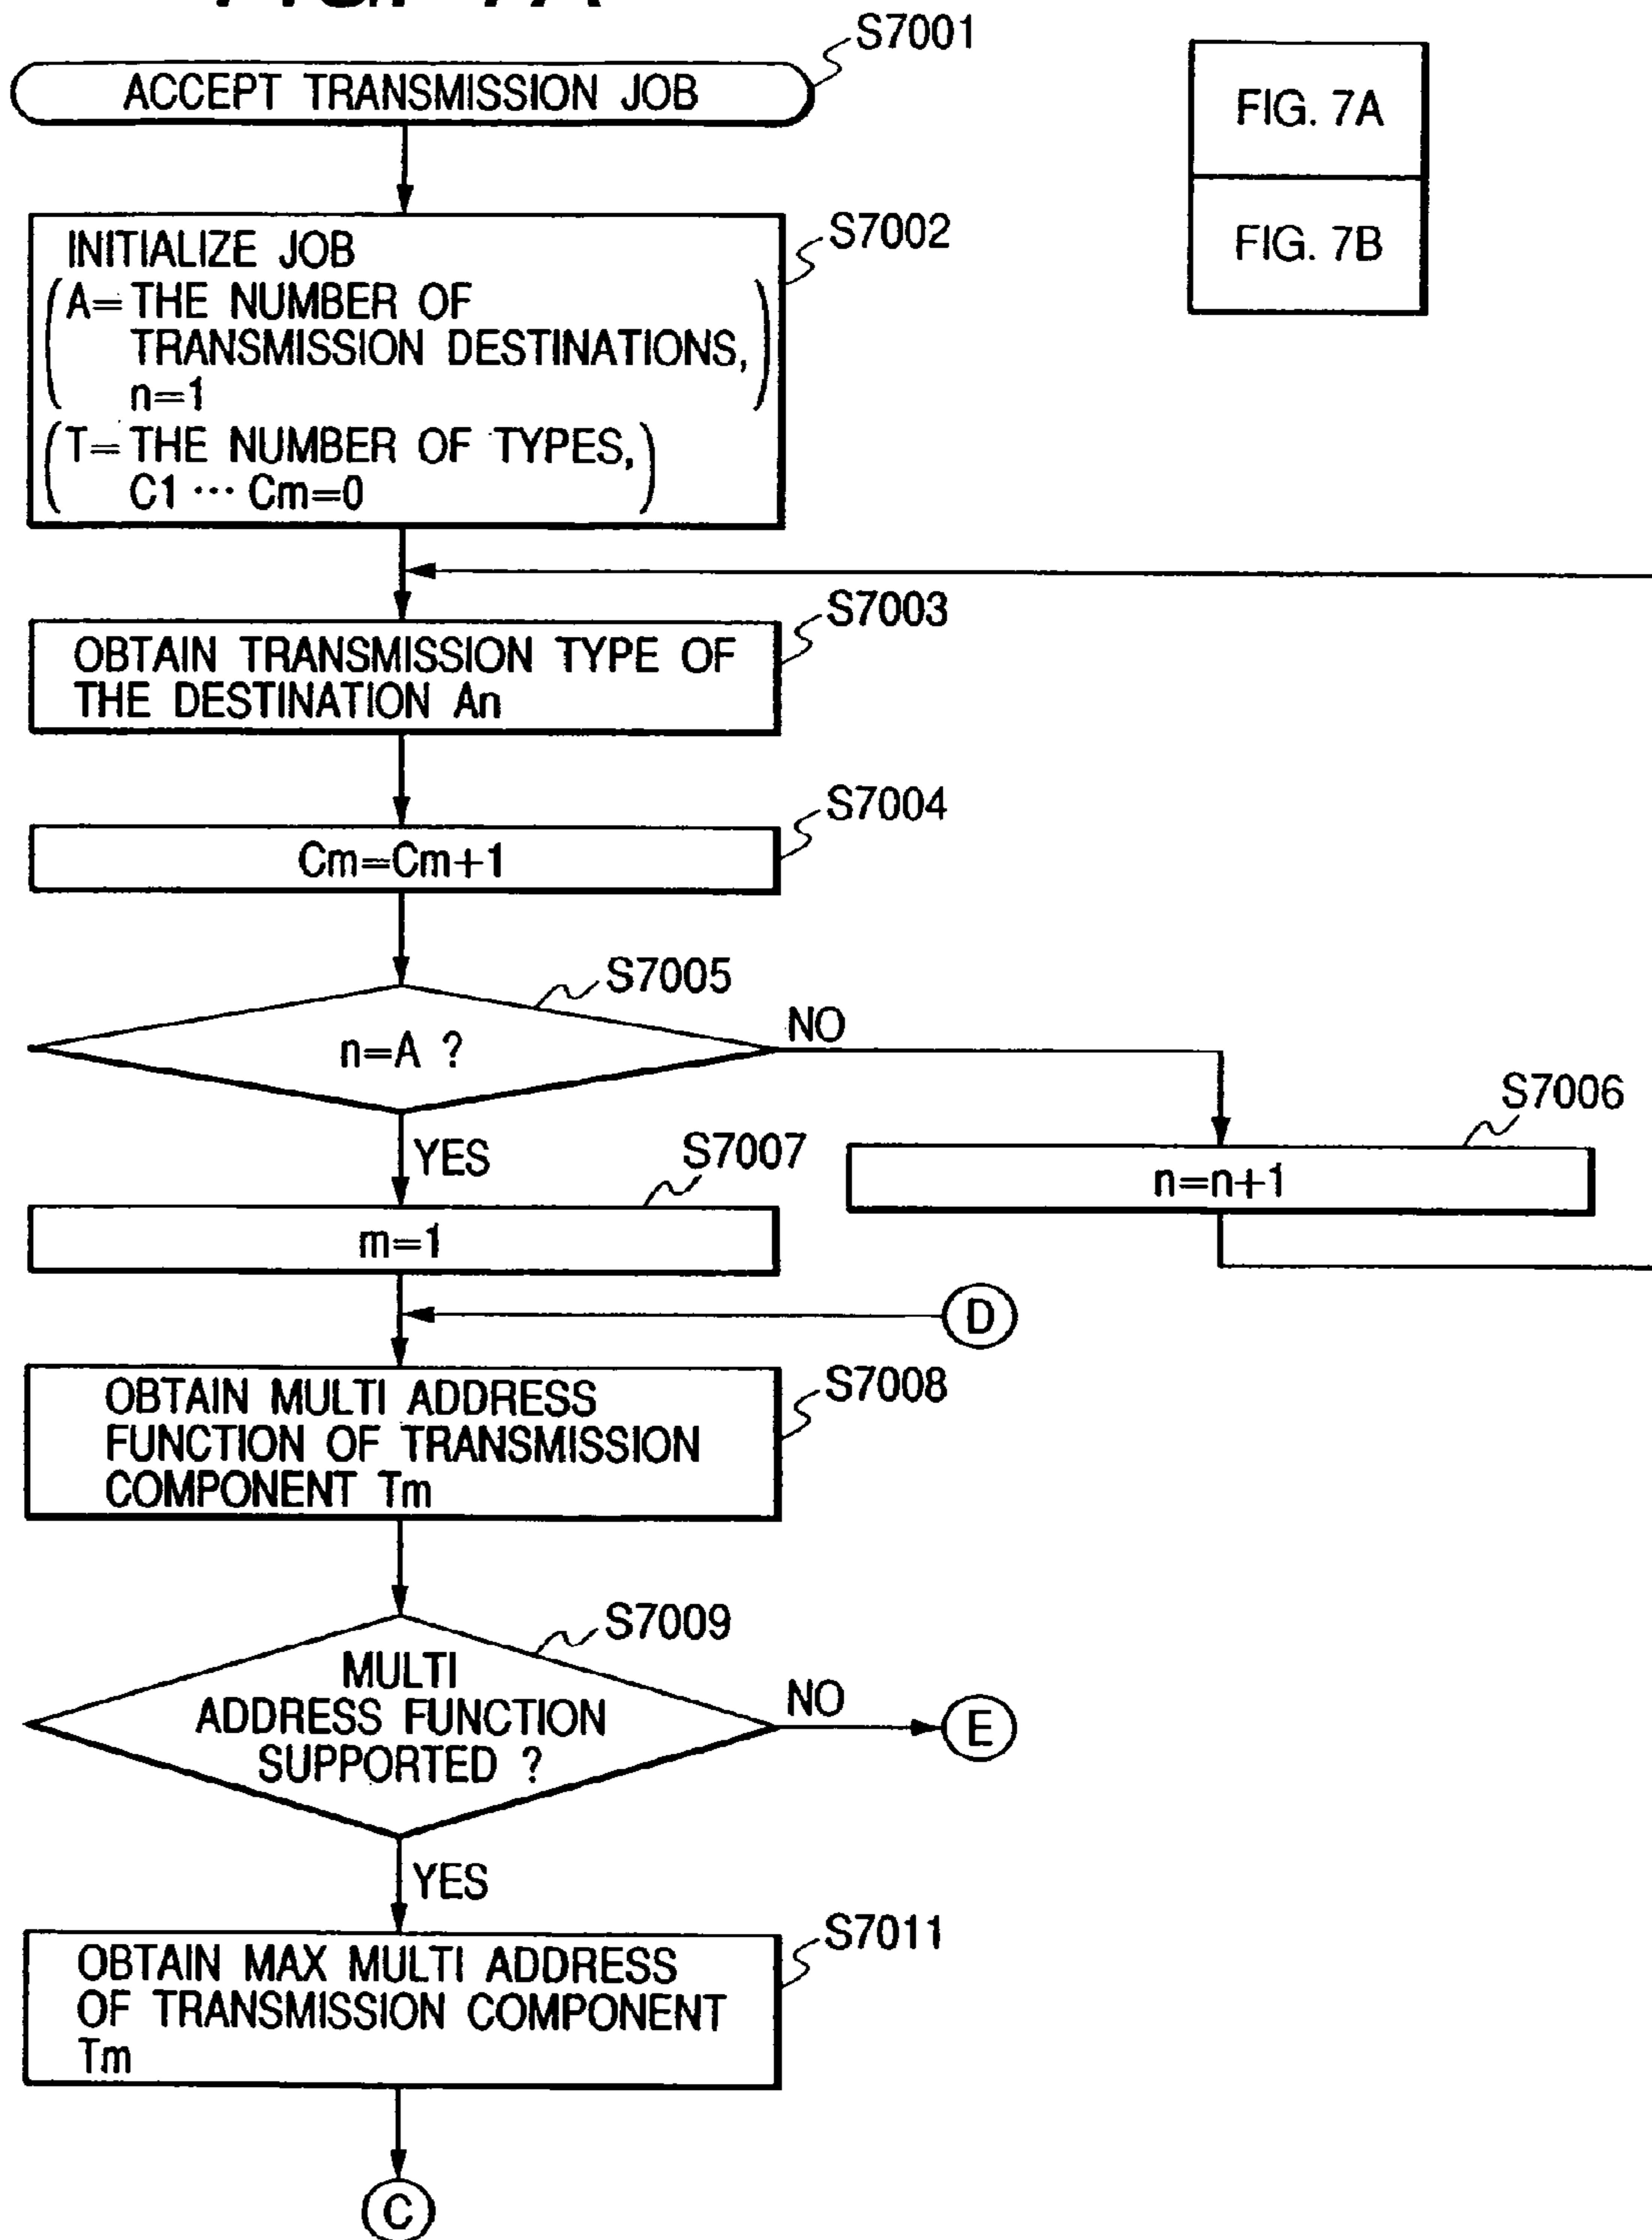 FIG. 7A
S7001
ACCEPT TRANSMISSION JOB
FIG. 7A
FIG. 7B
S7002
INITIALIZE JOB
(A=THE NUMBER OF
TRANSMISSION DESTINATIONS,
n=1)
(T=THE NUMBER OF TYPES,
C1 ··· Cm=0)
S7003
OBTAIN TRANSMISSION TYPE OF
THE DESTINATION An
S7004
Cm=Cm+1
S7005
n=A ?
NO
S7006
n=n+1
YES
S7007
m=1
D
S7008
OBTAIN MULTI ADDRESS
FUNCTION OF TRANSMISSION
COMPONENT Tm
S7009
MULTI
ADDRESS FUNCTION
SUPPORTED ?
NO
E
YES
S7011
OBTAIN MAX MULTI ADDRESS
OF TRANSMISSION COMPONENT
Tm
C